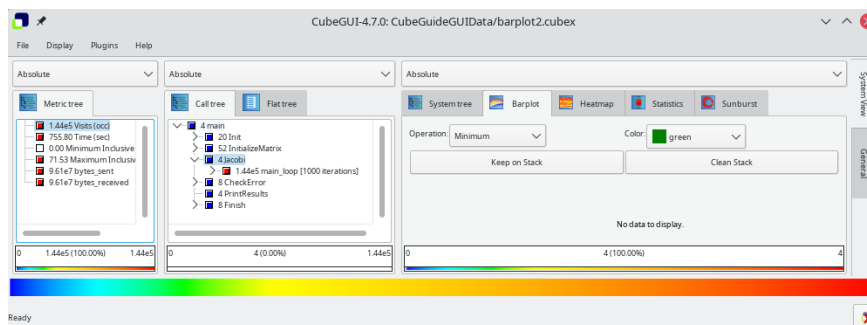 CubeGUI-4.7.0: CubeGuideGUIData/barplot2.cubex
File Display Plugins Help
Absolute
Absolute
Absolute
Metric tree
Call tree
Flat tree
System tree
Barplot
Heatmap
Statistics
Sunburst
1.44e5 Visits (occ)
755.80 Time (sec)
0.00 Minimum Inclusive
71.53 Maximum Inclusiv
9.61e7 bytes_sent
9.61e7 bytes_received
4 main
20 Init
52 InitializeMatrix
4 Jacobi
1.44e5 main_loop [1000 iterations]
8 CheckError
4 PrintResults
8 Finish
Operation: Minimum
Color: green
Keep on Stack
Clean Stack
No data to display.
0 1.44e5 (100.00%) 1.44e5
0 4 (0.00%) 1.44e5
0 4 (100.00%) 4
System View
General
Ready